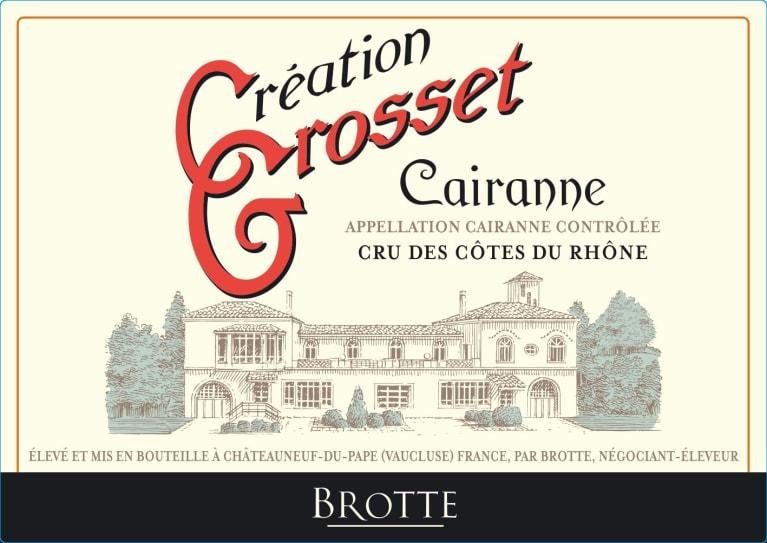 Création
Grosset
Cairanne
APPELLATION CAIRANNE CONTRÔLÉE
CRU DES CÔTES DU RHÔNE
ÉLEVÉ ET MIS EN BOUTEILLE À CHÂTEAUNEUF-DU-PAPE (VAUCLUSE) FRANCE, PAR BROTTE, NÉGOCIANT-ÉLEVEUR
BROTTE